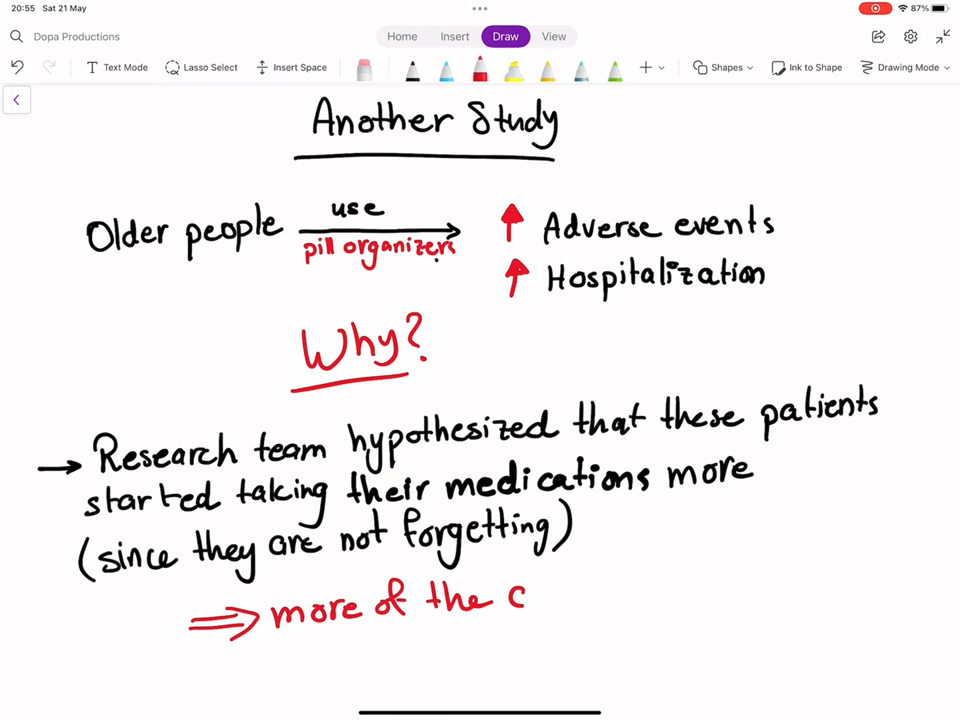 20:55 Sat 21 May 87%
Dopa Productions Home Insert Draw View
Text Mode Lasso Select Insert Space Shapes Ink to Shape Drawing Mode
Another Study
Older people use pill organizers ↑ Adverse events
↑ Hospitalization
Why?
→ Research team hypothesized that these patients
started taking their medications more
(since they are not forgetting)
⇒ more of the c